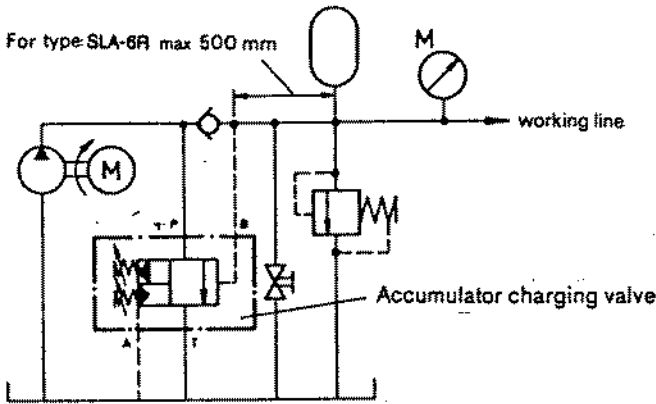 For type SLA-6R max 500 mm
M
working line
M
P
B
Accumulator charging valve
A
T